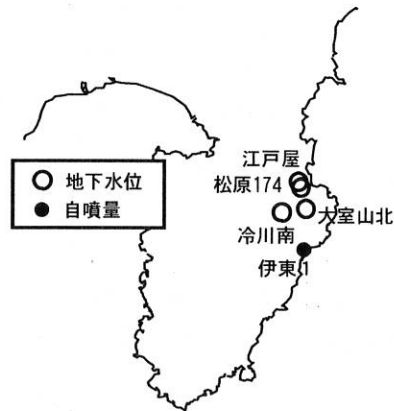 江戸屋
松原174
地下水位
自噴量
大室山北
冷川南
伊東1